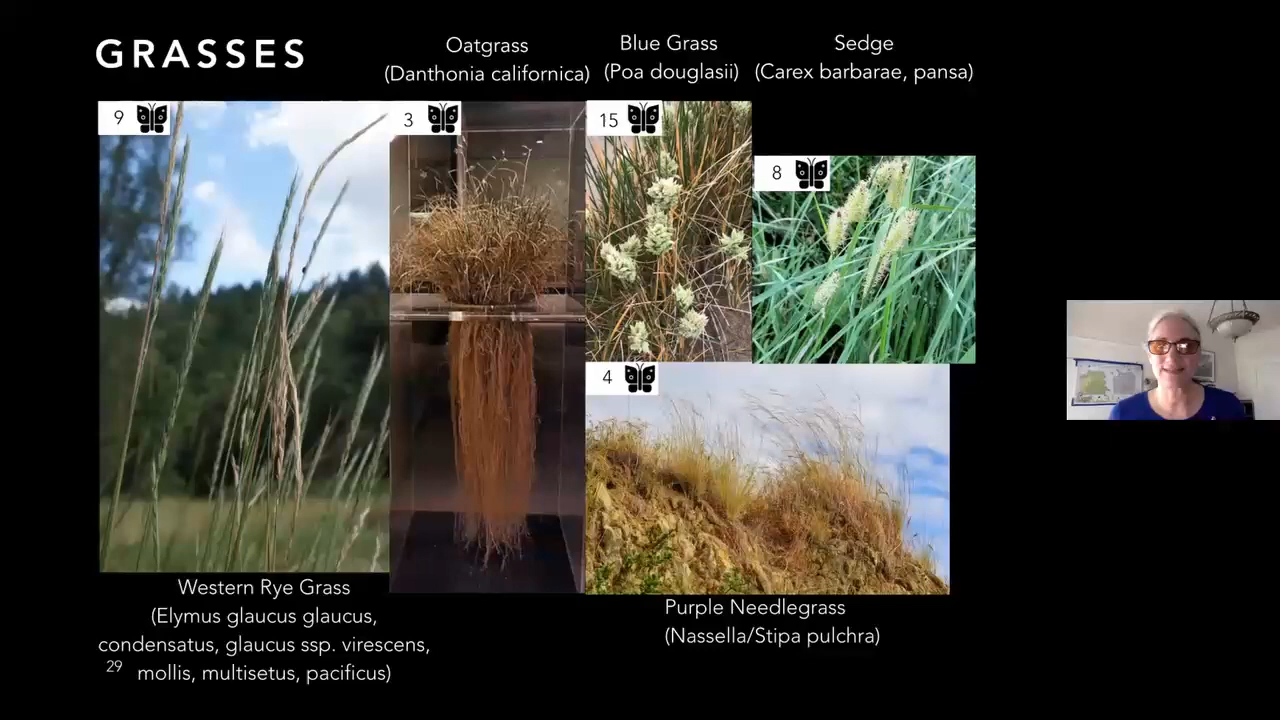 GRASSES
Oatgrass
(Danthonia californica)
Blue Grass
(Poa douglasii)
Sedge
(Carex barbarae, pansa)
9
3
15
8
4
Western Rye Grass
(Elymus glaucus glaucus,
condensatus, glaucus ssp. virescens,
mollis, multisetus, pacificus)
29
Purple Needlegrass
(Nassella/Stipa pulchra)